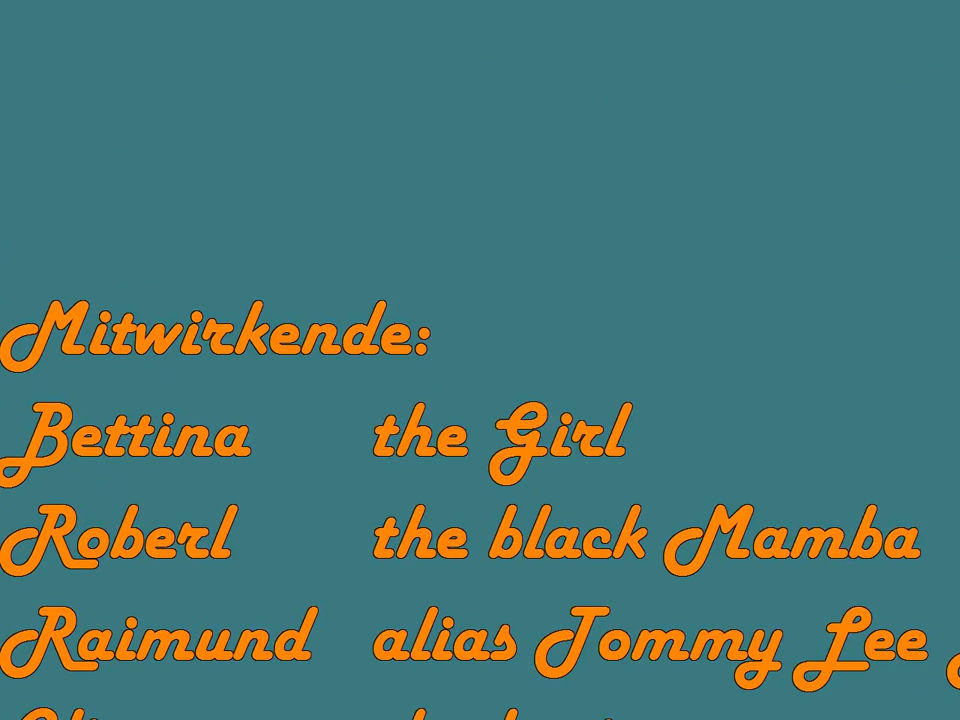 Mitwirkende:
Bettina the Girl
Roberl the black Mamba
Raimund alias Tommy Lee